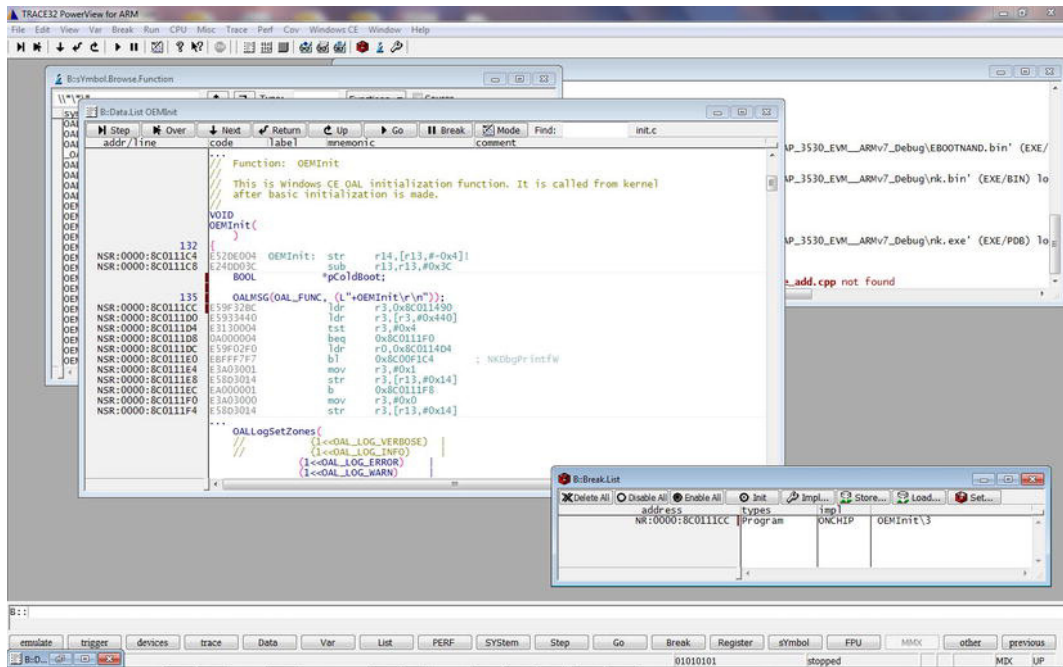 TRACE32 PowerView for ARM
File Edit View Var Break Run CPU Misc Trace Perf Cov Windows CE Window Help
B::sYmbol.Browse.Function
\\*\*\*
B::Data.List OEMInit
Step Over Next Return Up Go Break Mode Find: init.c
addr/line code label mnemonic comment
...
// Function: OEMInit
//
// This is Windows CE OAL initialization function. It is called from kernel
// after basic initialization is made.
//
VOID
OEMInit(
)
132 {
NSR:0000:8C0111C4 E52DE004 OEMInit: str r14,[r13,#-0x4]!
NSR:0000:8C0111C8 E24DD03C sub r13,r13,#0x3C
BOOL *pColdBoot;
135 OALMSG(OAL_FUNC, (L"+OEMInit\r\n"));
NSR:0000:8C0111CC E59F32BC ldr r3,0x8C011490
NSR:0000:8C0111D0 E5933440 ldr r3,[r3,#0x440]
NSR:0000:8C0111D4 E3130004 tst r3,#0x4
NSR:0000:8C0111D8 0A000004 beq 0x8C0111F0
NSR:0000:8C0111DC E59F02F0 ldr r0,0x8C0114D4
NSR:0000:8C0111E0 EBFFF7F7 bl 0x8C00F1C4 ; NKDbgPrintfW
NSR:0000:8C0111E4 E3A03001 mov r3,#0x1
NSR:0000:8C0111E8 E58D3014 str r3,[r13,#0x14]
NSR:0000:8C0111EC EA000001 b 0x8C0111F8
NSR:0000:8C0111F0 E3A03000 mov r3,#0x0
NSR:0000:8C0111F4 E58D3014 str r3,[r13,#0x14]
...
OALLogSetZones(
// (1<<OAL_LOG_VERBOSE) |
// (1<<OAL_LOG_INFO) |
(1<<OAL_LOG_ERROR) |
(1<<OAL_LOG_WARN) |
AP_3530_EVM__ARMv7_Debug\EBOOTNAND.bin' (EXE/
AP_3530_EVM__ARMv7_Debug\nk.bin' (EXE/BIN) lo
AP_3530_EVM__ARMv7_Debug\nk.exe' (EXE/PDB) lo
e_add.cpp not found
B::Break.List
Delete All Disable All Enable All Init Impl... Store... Load... Set...
address types impl
NR:0000:8C0111CC Program ONCHIP OEMInit\3
B::
emulate trigger devices trace Data Var List PERF SYStem Step Go Break Register sYmbol FPU MMX other previous
B::D... 01010101 stopped MIX UP